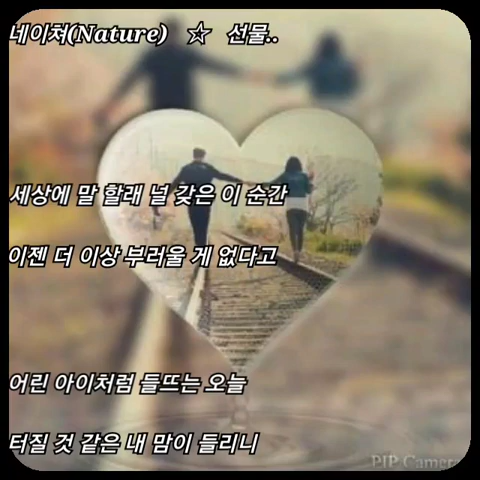 네이쳐(Nature) ☆ 선물..
세상에 말 할래 널 갖은 이 순간
이젠 더 이상 부러울 게 없다고
어린 아이처럼 들뜨는 오늘
터질 것 같은 내 맘이 들리니
PIP Camera